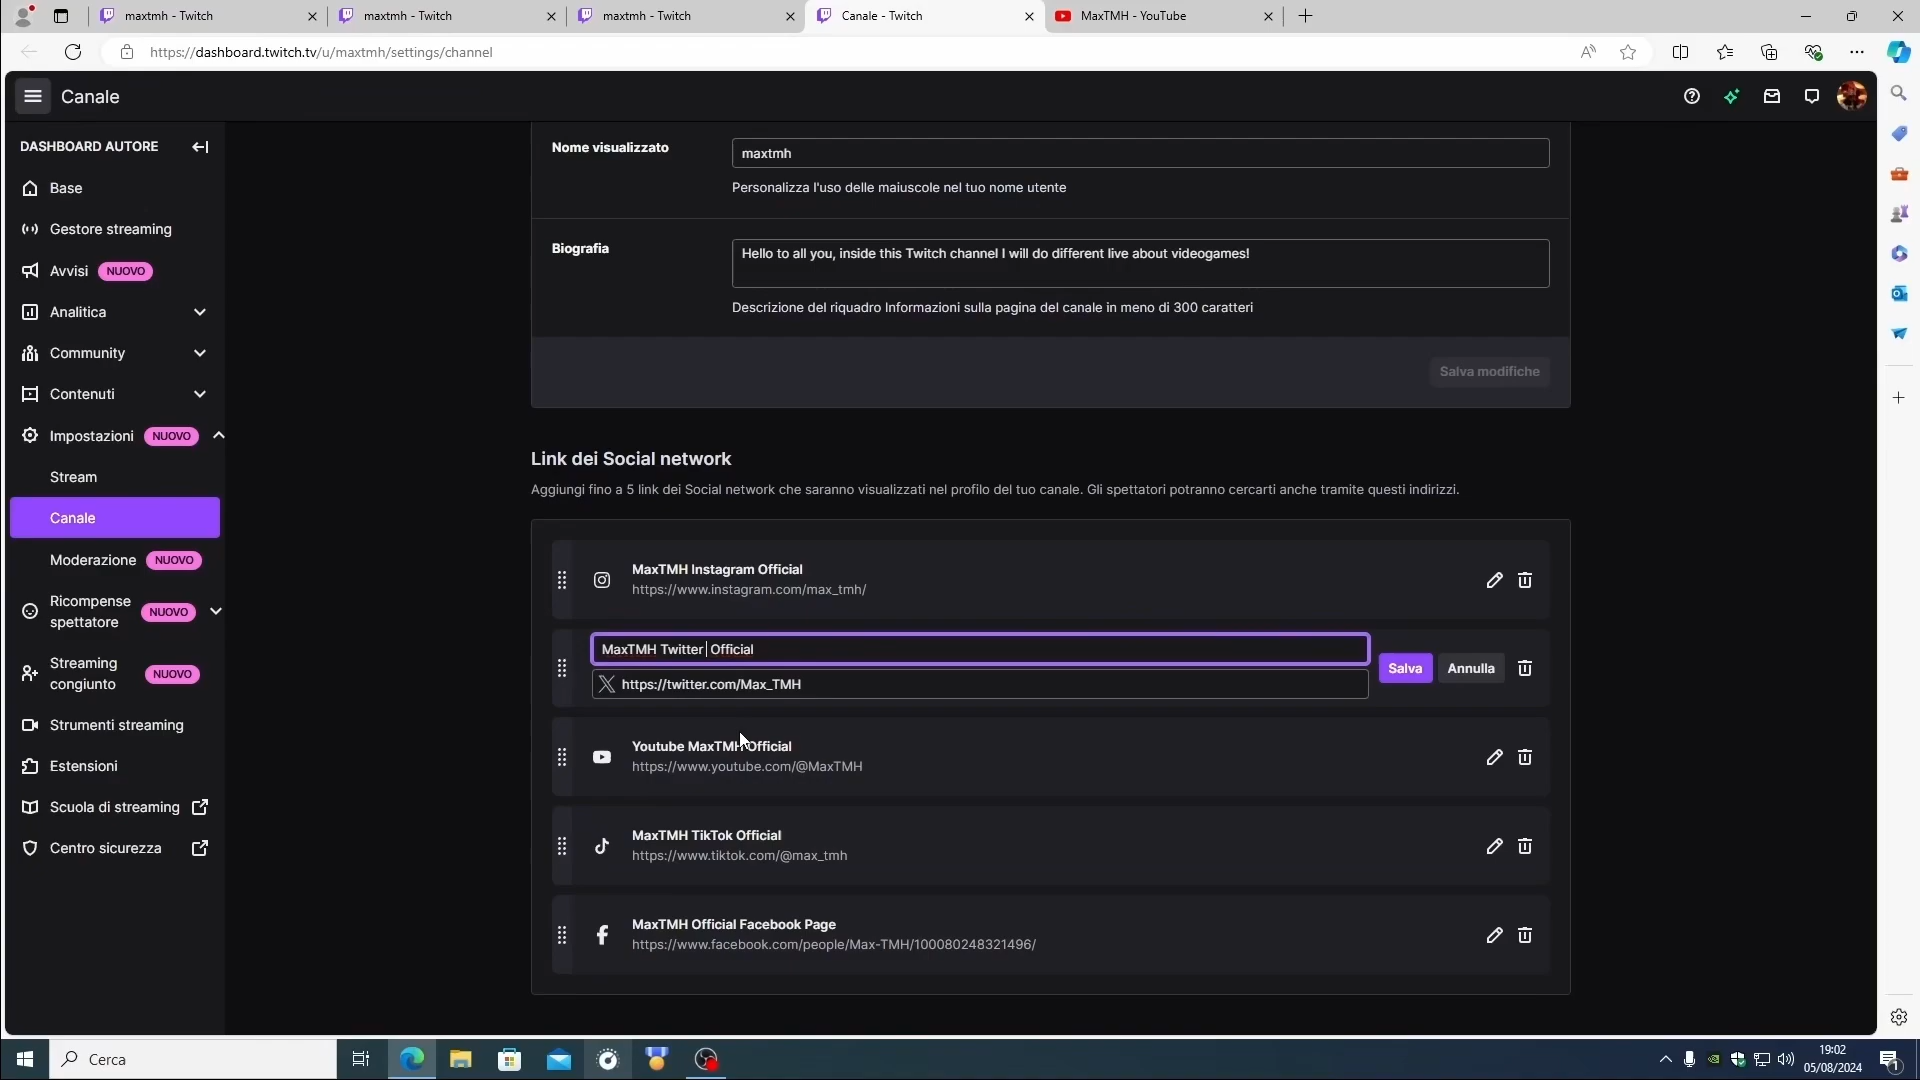 maxtmh - Twitch
maxtmh - Twitch
maxtmh - Twitch
Canale - Twitch
MaxTMH - YouTube
https://dashboard.twitch.tv/u/maxtmh/settings/channel
Canale
DASHBOARD AUTORE
Base
Gestore streaming
Avvisi NUOVO
Analitica
Community
Contenuti
Impostazioni NUOVO
Stream
Canale
Moderazione NUOVO
Ricompense spettatore NUOVO
Streaming congiunto NUOVO
Strumenti streaming
Estensioni
Scuola di streaming
Centro sicurezza
Nome visualizzato
maxtmh
Personalizza l'uso delle maiuscole nel tuo nome utente
Biografia
Hello to all you, inside this Twitch channel I will do different live about videogames!
Descrizione del riquadro Informazioni sulla pagina del canale in meno di 300 caratteri
Salva modifiche
Link dei Social network
Aggiungi fino a 5 link dei Social network che saranno visualizzati nel profilo del tuo canale. Gli spettatori potranno cercarti anche tramite questi indirizzi.
MaxTMH Instagram Official
https://www.instagram.com/max_tmh/
MaxTMH Twitter Official
https://twitter.com/Max_TMH
Salva
Annulla
Youtube MaxTMH Official
https://www.youtube.com/@MaxTMH
MaxTMH TikTok Official
https://www.tiktok.com/@max_tmh
MaxTMH Official Facebook Page
https://www.facebook.com/people/Max-TMH/100080248321496/
Cerca
19:02
05/08/2024
1